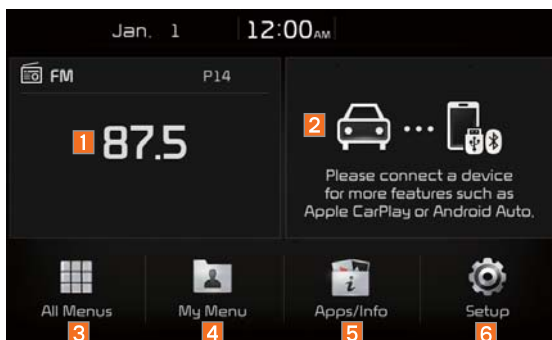 Jan. 1 12:00AM
FM P14
1 87.5
2
Please connect a device
for more features such as
Apple CarPlay or Android Auto.
All Menus My Menu Apps/Info Setup
3 4 5 6